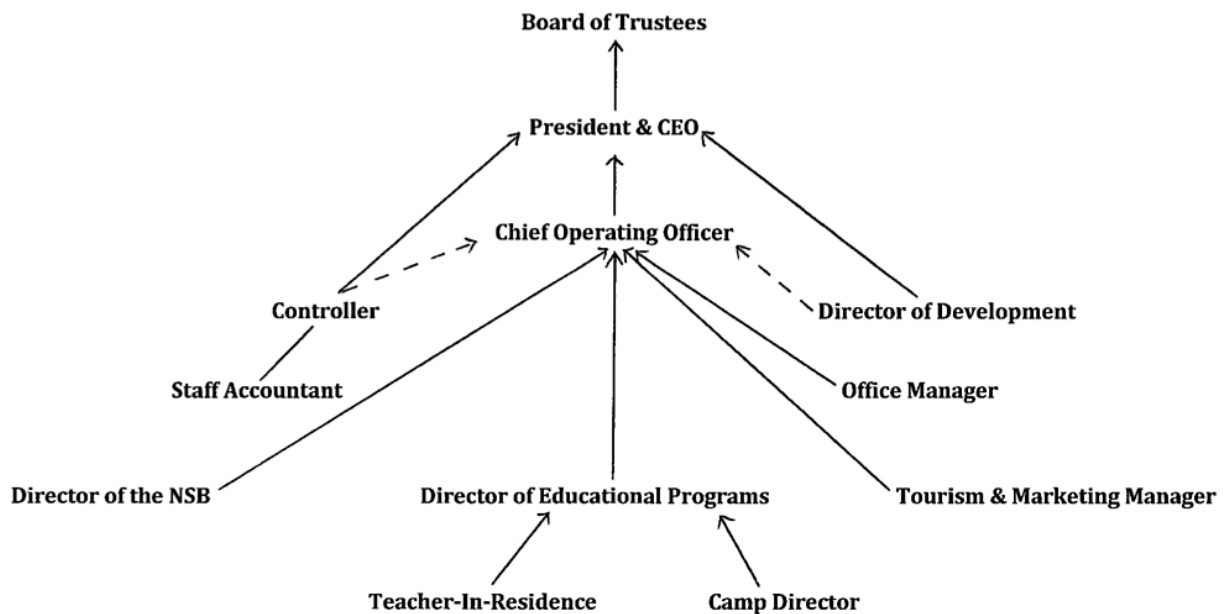 Board of Trustees
President & CEO
Chief Operating Officer
Controller
Director of Development
Staff Accountant
Office Manager
Director of the NSB
Director of Educational Programs
Tourism & Marketing Manager
Teacher-In-Residence
Camp Director